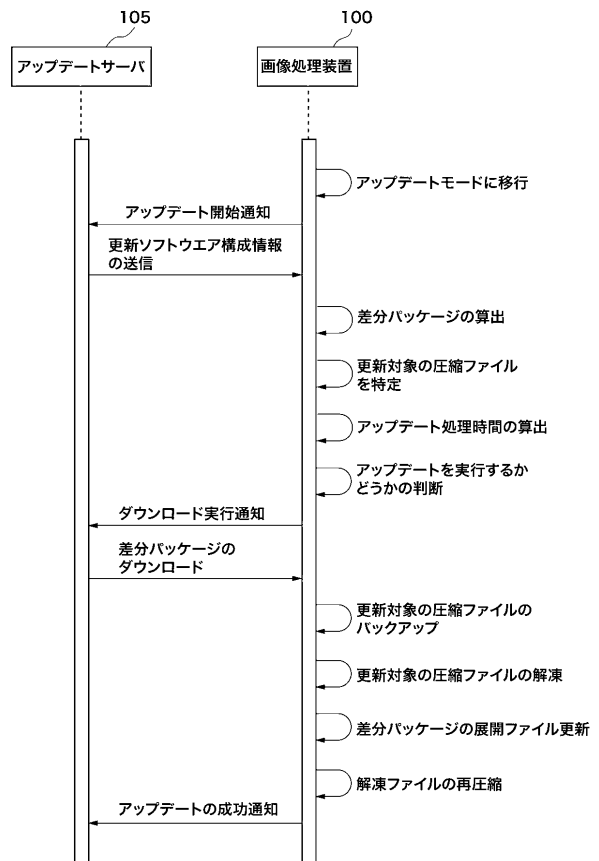 105
100
アップデートサーバ
画像処理装置
アップデートモードに移行
アップデート開始通知
更新ソフトウエア構成情報
の送信
差分パッケージの算出
更新対象の圧縮ファイル
を特定
アップデート処理時間の算出
アップデートを実行するか
どうかの判断
ダウンロード実行通知
差分パッケージの
ダウンロード
更新対象の圧縮ファイルの
バックアップ
更新対象の圧縮ファイルの解凍
差分パッケージの展開ファイル更新
解凍ファイルの再圧縮
アップデートの成功通知